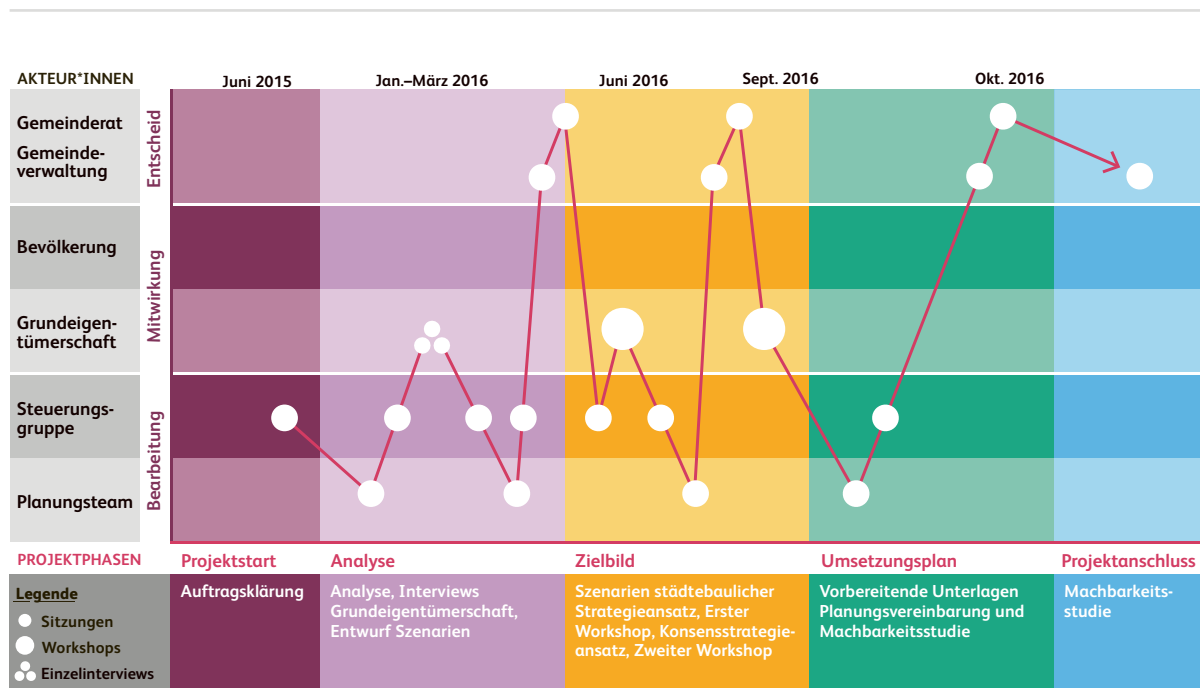 AKTEUR*INNEN
Juni 2015
Jan.–März 2016
Juni 2016
Sept. 2016
Okt. 2016
Gemeinderat
Gemeinde-
verwaltung
Entscheid
Bevölkerung
Grundeigen-
tümerschaft
Mitwirkung
Steuerungs-
gruppe
Planungsteam
Bearbeitung
PROJEKTPHASEN
Projektstart
Analyse
Zielbild
Umsetzungsplan
Projektanschluss
Legende
Sitzungen
Workshops
Einzelinterviews
Auftragsklärung
Analyse, Interviews
Grundeigentümerschaft,
Entwurf Szenarien
Szenarien städtebaulicher
Strategieansatz, Erster
Workshop, Konsensstrategie-
ansatz, Zweiter Workshop
Vorbereitende Unterlagen
Planungsvereinbarung und
Machbarkeitsstudie
Machbarkeits-
studie